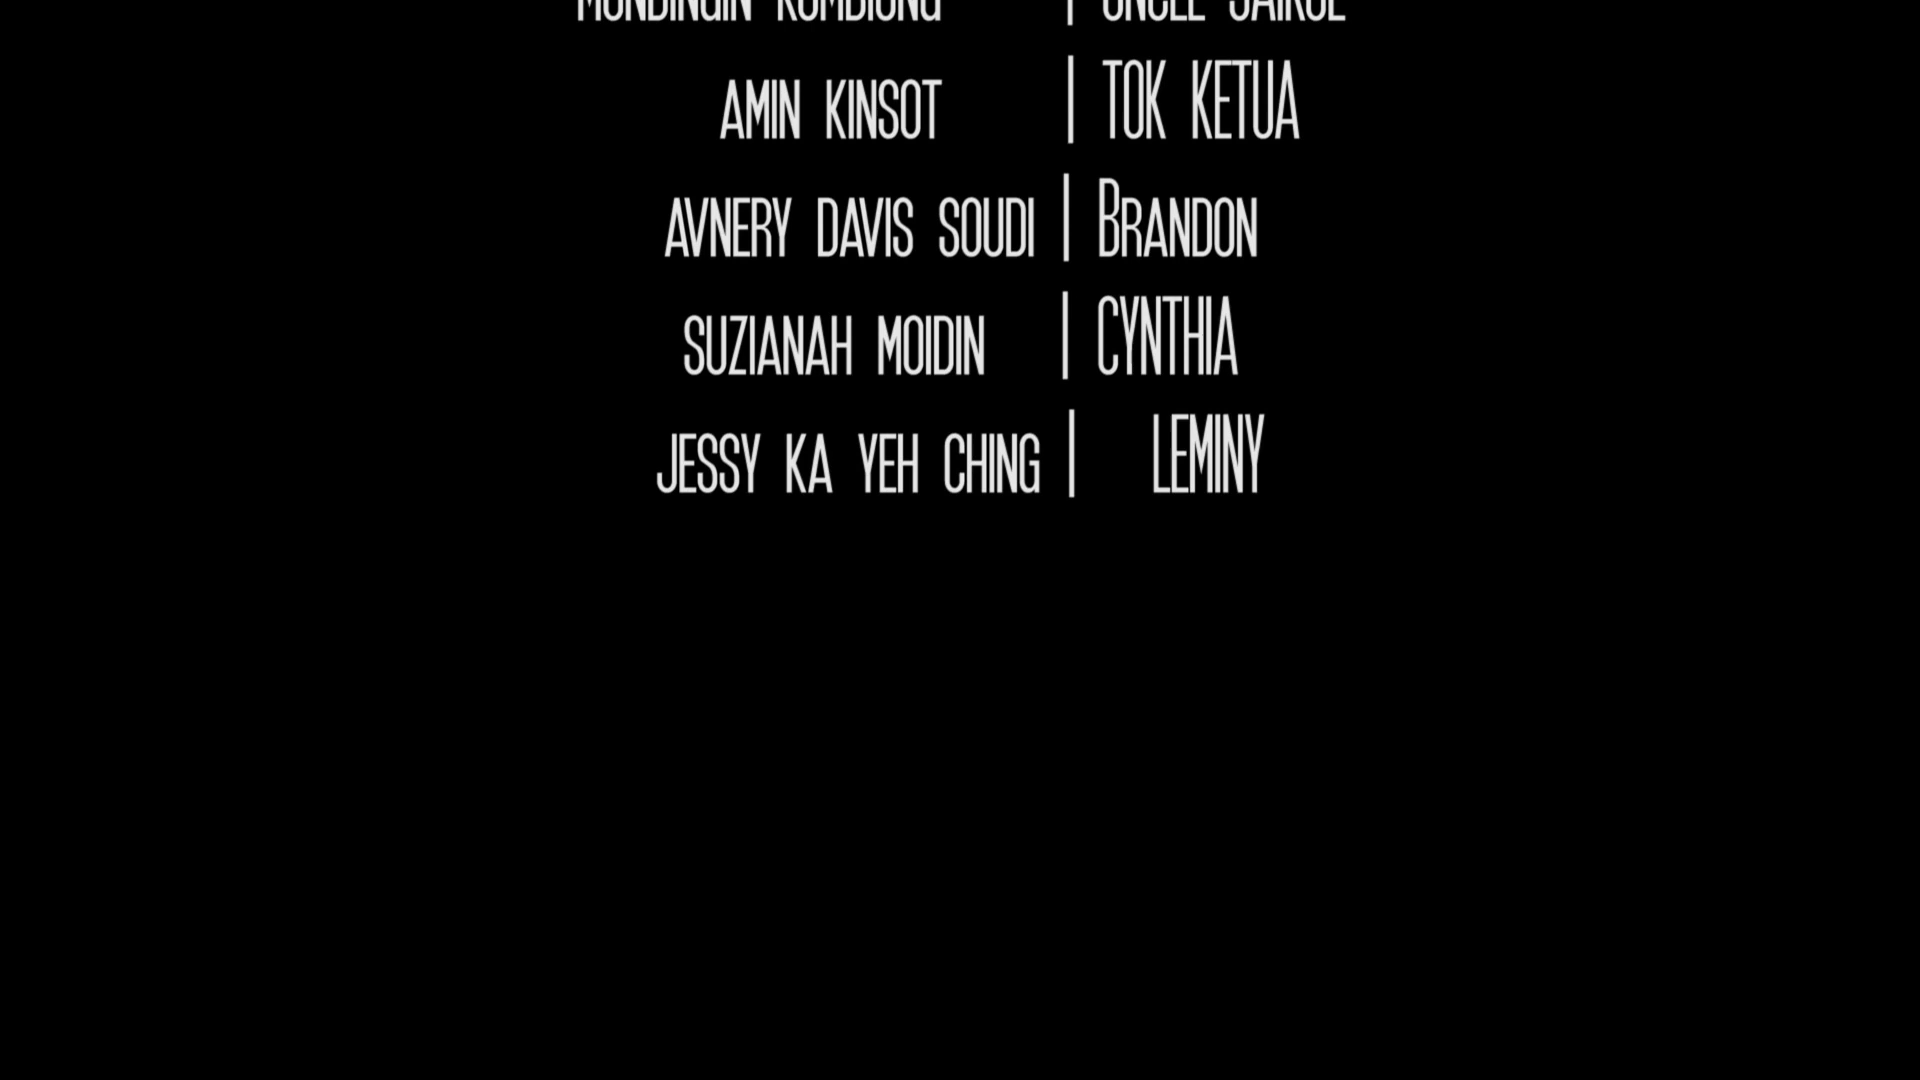 AMIN KINSOT | TOK KETUA
AVNERY DAVIS SOUDI | BRANDON
SUZIANAH MOIDIN | CYNTHIA
JESSY KA YEH CHING | LEMINY